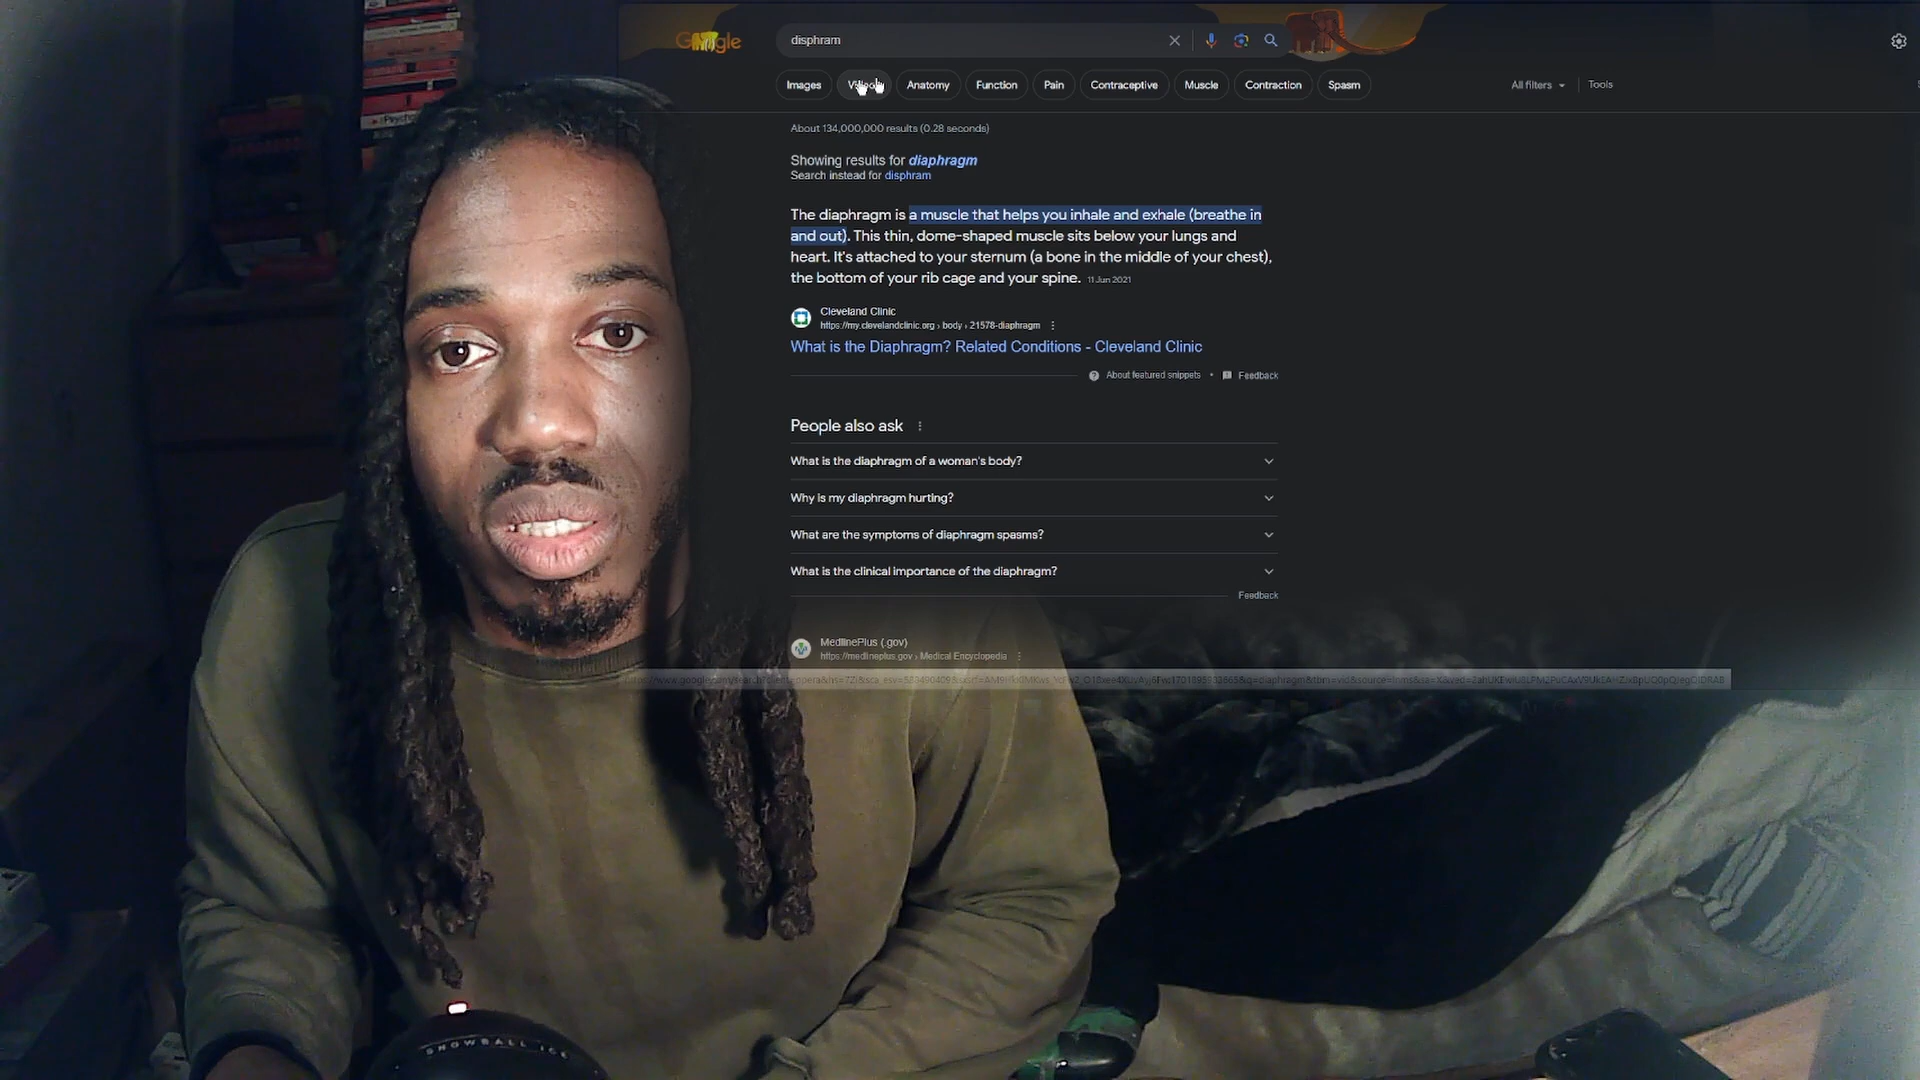 Google
disphram
Images
Videos
Anatomy
Function
Pain
Contraceptive
Muscle
Contraction
Spasm
All filters
Tools
About 134,000,000 results (0.28 seconds)
Showing results for diaphragm
Search instead for disphram
The diaphragm is a muscle that helps you inhale and exhale (breathe in
and out). This thin, dome-shaped muscle sits below your lungs and
heart. It's attached to your sternum (a bone in the middle of your chest),
the bottom of your rib cage and your spine. 11 Jun 2021
Cleveland Clinic
https://my.clevelandclinic.org › body › 21578-diaphragm
What is the Diaphragm? Related Conditions - Cleveland Clinic
About featured snippets • Feedback
People also ask
What is the diaphragm of a woman's body?
Why is my diaphragm hurting?
What are the symptoms of diaphragm spasms?
What is the clinical importance of the diaphragm?
Feedback
MedlinePlus (.gov)
https://medlineplus.gov › Medical Encyclopedia
SNOWBALL ICE